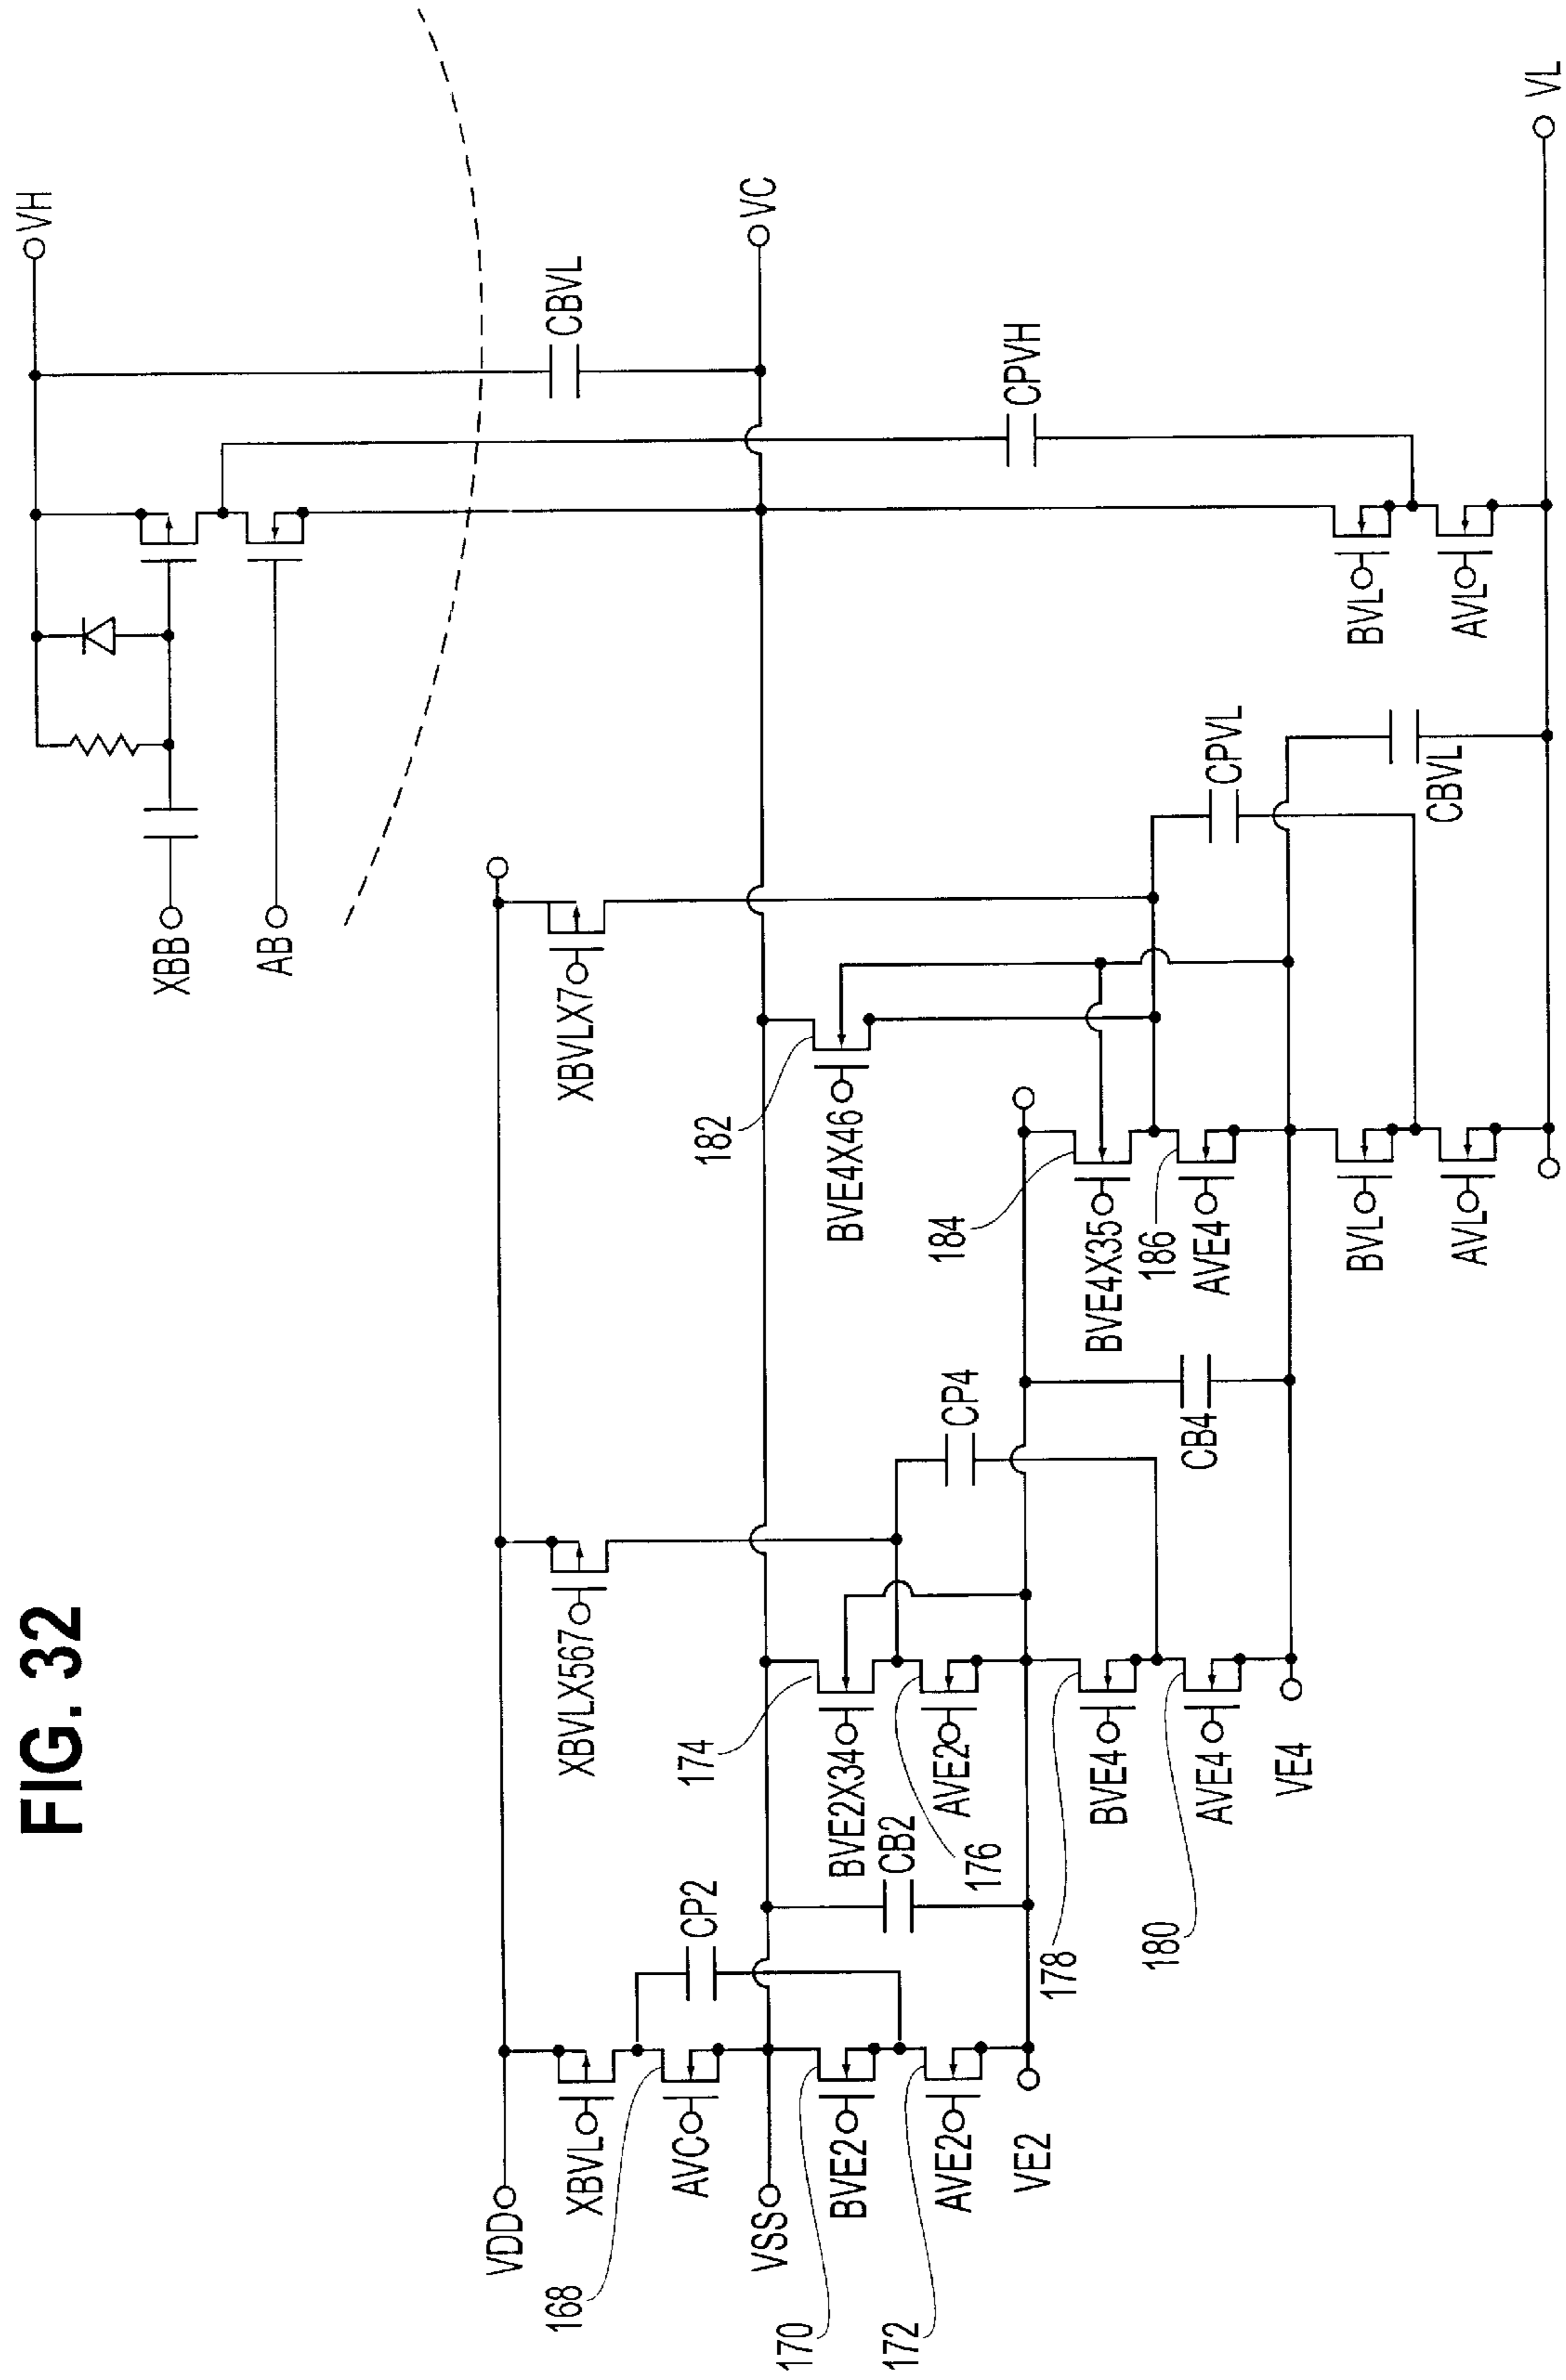 FIG. 32
VH
XBB
AB
VDD
XBVL
XBVLX567
XBVLX7
CBVL
168
AVC
CP2
VSS
VC
170
BVE2
CB2
174
BVE2X34
182
BVE4X46
172
AVE2
176
AVE2
CP4
VE2
178
BVE4
184
BVE4X35
CPVH
180
AVE4
CB4
186
AVE4
CPVL
VE4
BVL
BVL
CBVL
AVL
AVL
VL